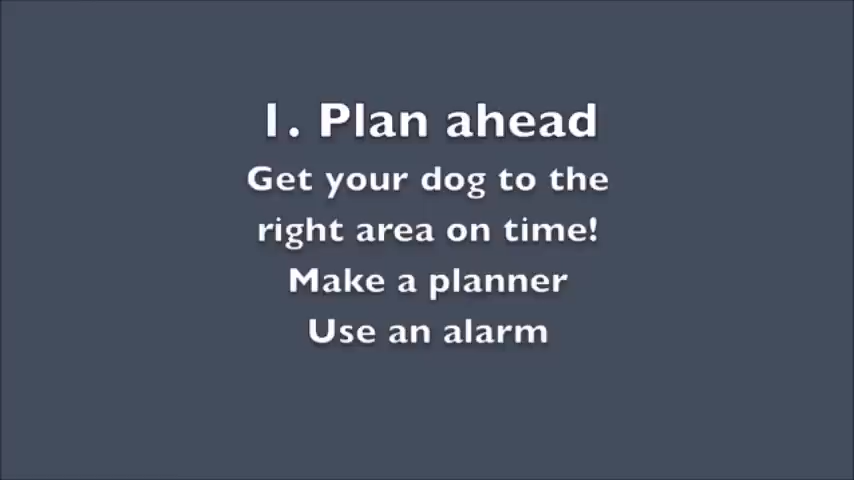 1. Plan ahead
Get your dog to the
right area on time!
Make a planner
Use an alarm